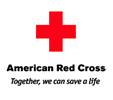 American Red Cross
Together, we can save a life